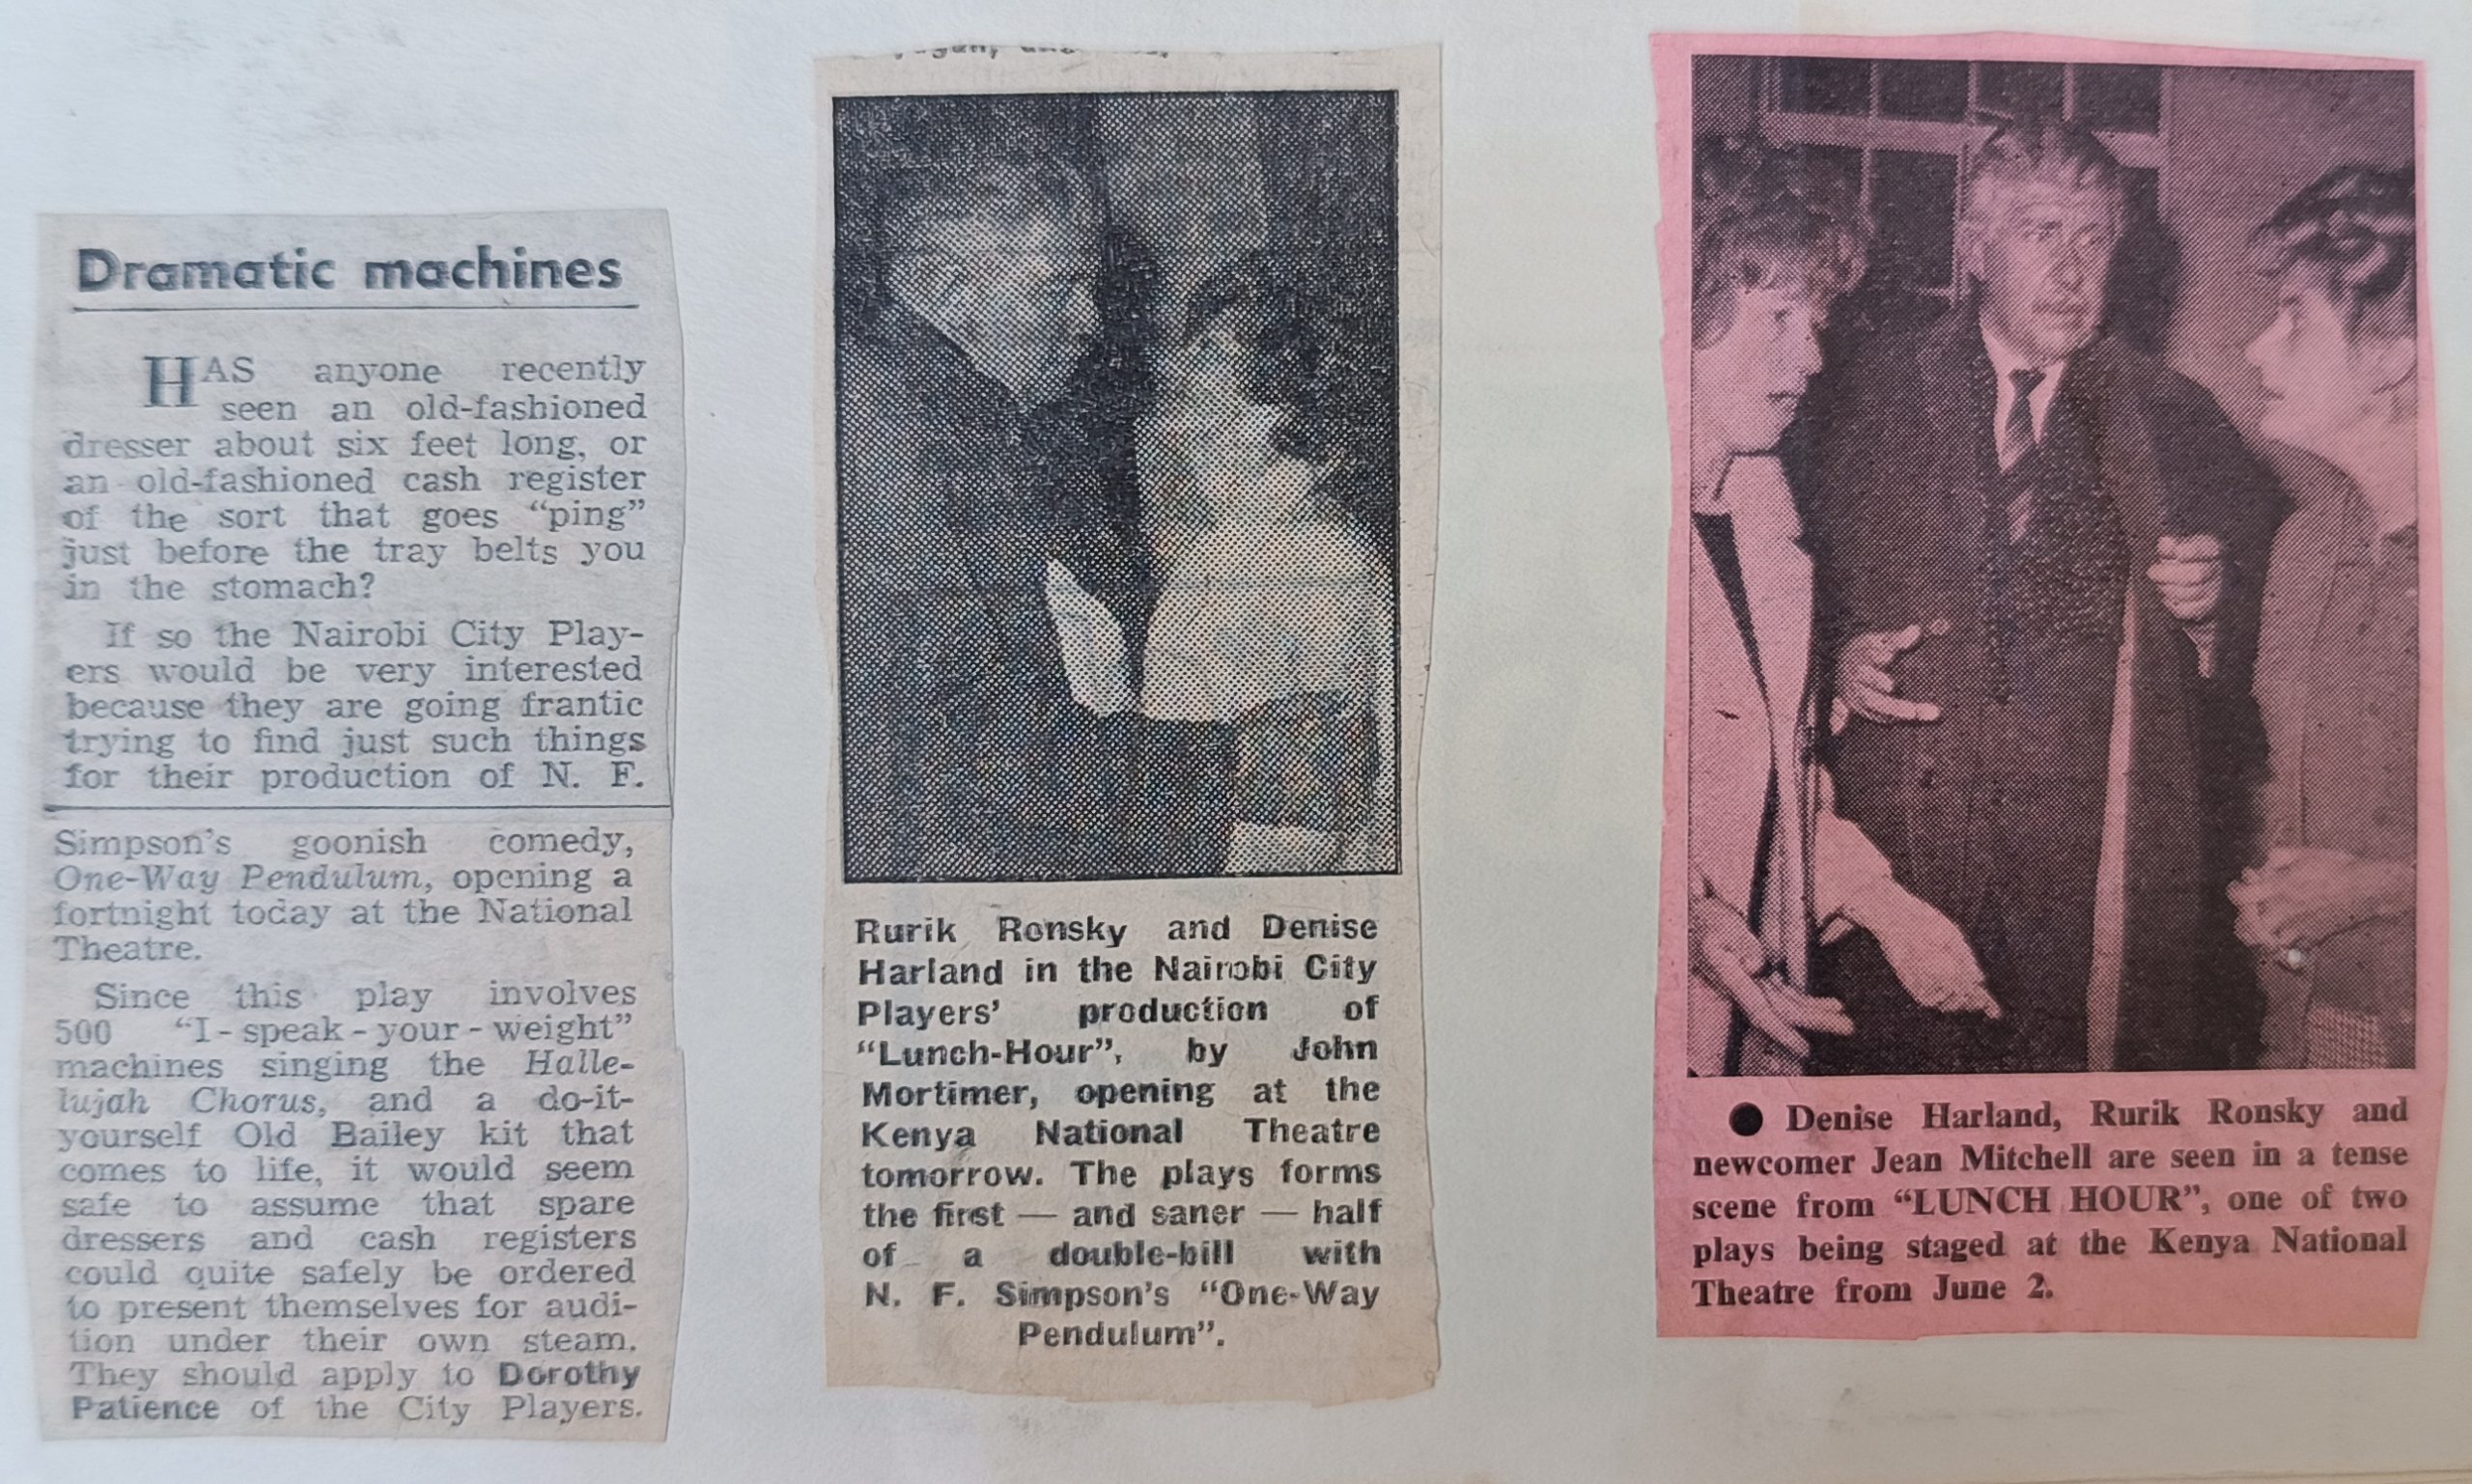 Dramatic machines
HAS anyone recently
seen an old-fashioned
dresser about six feet long, or
an old-fashioned cash register
of the sort that goes “ping”
just before the tray belts you
in the stomach?
If so the Nairobi City Play-
ers would be very interested
because they are going frantic
trying to find just such things
for their production of N. F.
Simpson's goonish comedy,
One-Way Pendulum, opening a
fortnight today at the National
Theatre.
Since this play involves
500 “I-speak-your-weight”
machines singing the Halle-
lujah Chorus, and a do-it-
yourself Old Bailey kit that
comes to life, it would seem
safe to assume that spare
dressers and cash registers
could quite safely be ordered
to present themselves for audi-
tion under their own steam.
They should apply to Dorothy
Patience of the City Players.
Rurik Ronsky and Denise
Harland in the Nairobi City
Players' production of
“Lunch-Hour”, by John
Mortimer, opening at the
Kenya National Theatre
tomorrow. The plays forms
the first — and saner — half
of a double-bill with
N. F. Simpson's “One-Way
Pendulum”.
● Denise Harland, Rurik Ronsky and
newcomer Jean Mitchell are seen in a tense
scene from “LUNCH HOUR”, one of two
plays being staged at the Kenya National
Theatre from June 2.